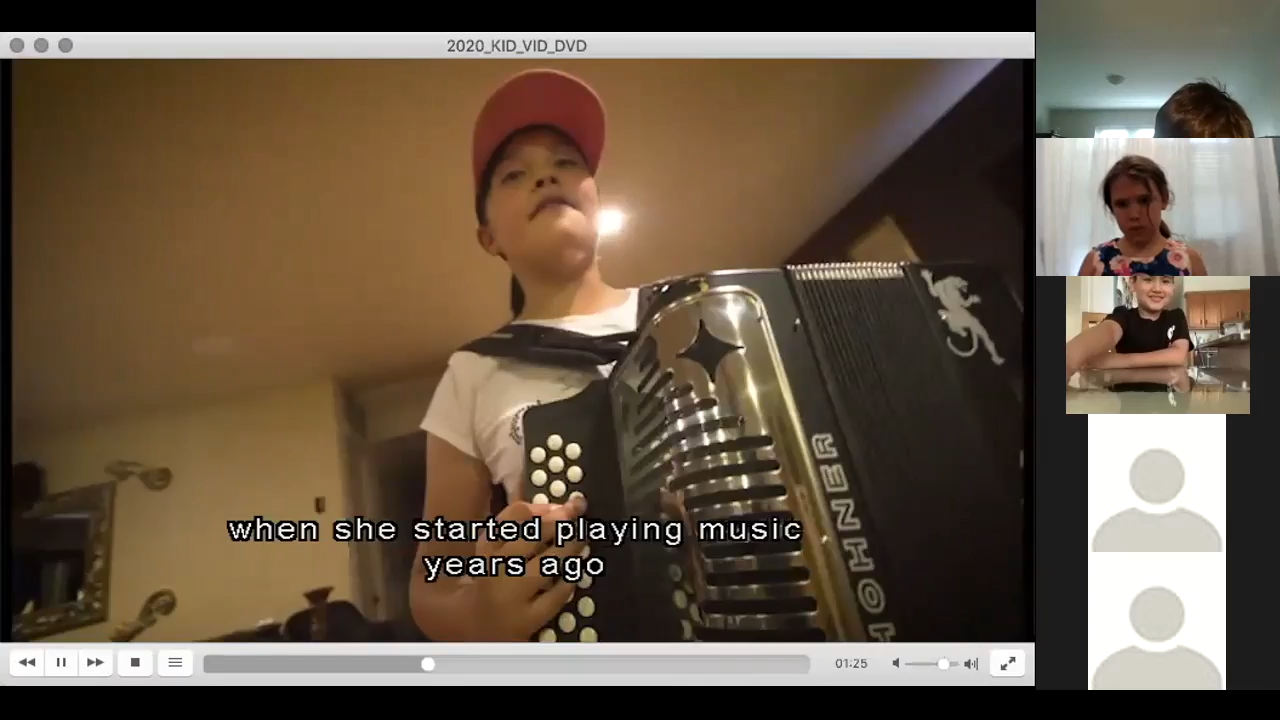 2020_KID_VID_DVD
HOHNER
when she started playing music
years ago
01:25